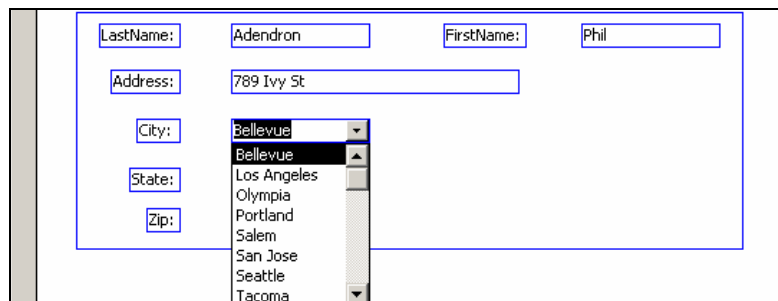 LastName: Adendron FirstName: Phil
Address: 789 Ivy St
City: Bellevue
Bellevue
State: Los Angeles
Olympia
Zip: Portland
Salem
San Jose
Seattle
Tacoma